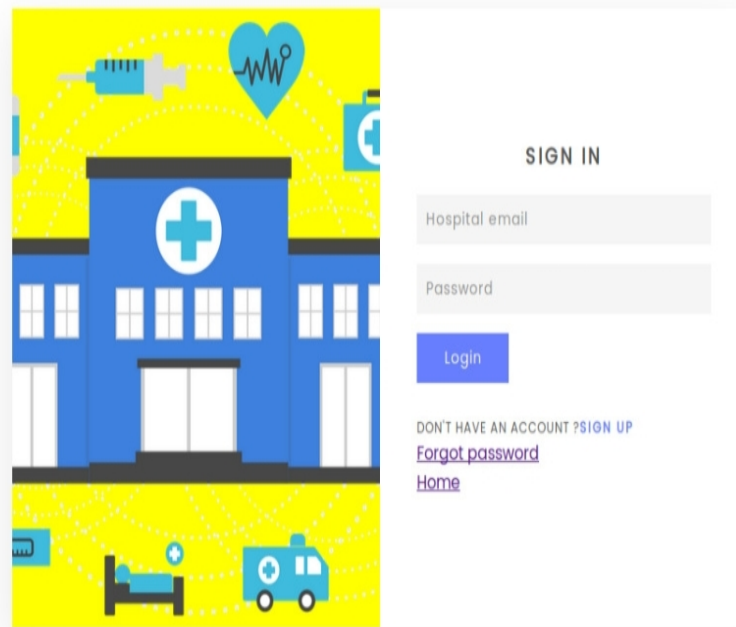 SIGN IN
Hospital email
Password
Login
DON'T HAVE AN ACCOUNT ?SIGN UP
Forgot password
Home